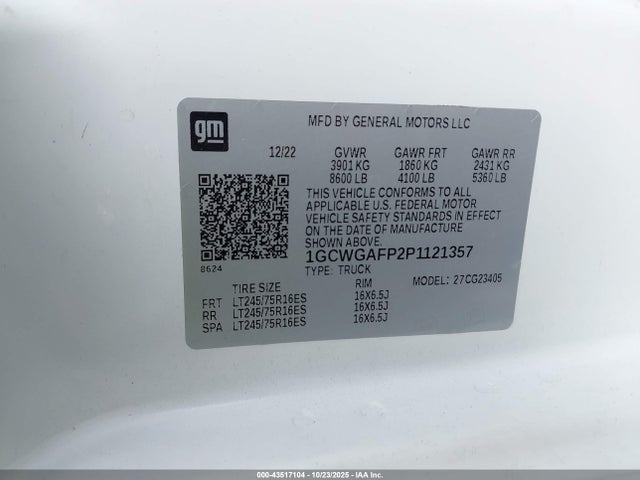 gm
MFD BY GENERAL MOTORS LLC
12/22 GVWR GAWR FRT GAWR RR
3901 KG 1860 KG 2431 KG
8600 LB 4100 LB 5360 LB
THIS VEHICLE CONFORMS TO ALL
APPLICABLE U.S. FEDERAL MOTOR
VEHICLE SAFETY STANDARDS IN EFFECT
ON THE DATE OF MANUFACTURE
SHOWN ABOVE.
1GCWGAFP2P1121357
8624
TYPE: TRUCK MODEL: 27CG23405
TIRE SIZE RIM
FRT LT245/75R16ES 16X6.5J
RR LT245/75R16ES 16X6.5J
SPA LT245/75R16ES 16X6.5J
000-43517104 | 10/23/2025 - IAA Inc.